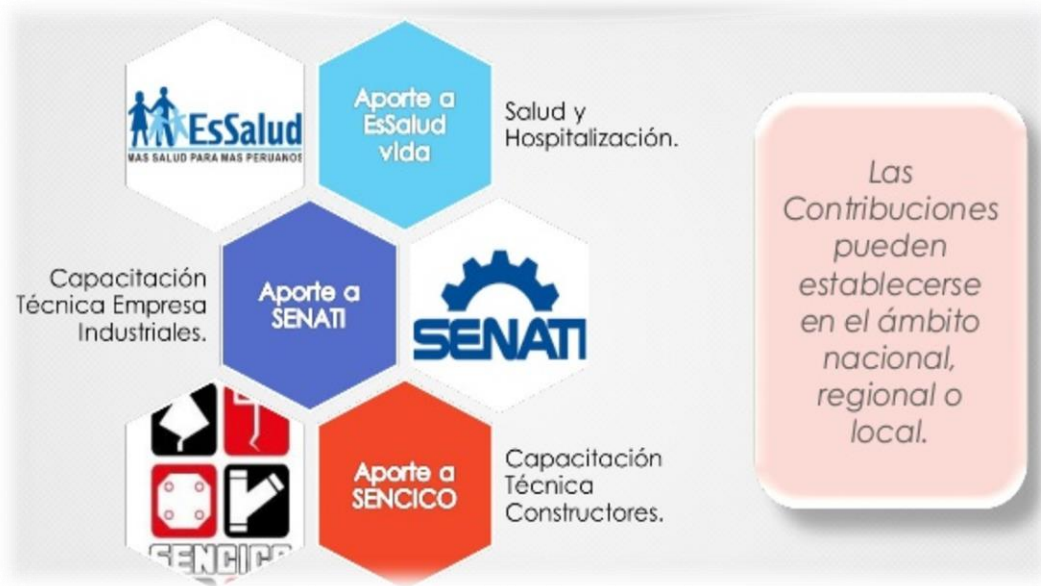 EsSalud
MAS SALUD PARA MAS PERUANOS
Aporte a
EsSalud
vida
Salud y
Hospitalización.
Capacitación
Técnica Empresa
Industriales.
Aporte a
SENATI
SENATI
SENCICO
Aporte a
SENCICO
Capacitación
Técnica
Constructores.
Las
Contribuciones
pueden
establecerse
en el ámbito
nacional,
regional o
local.